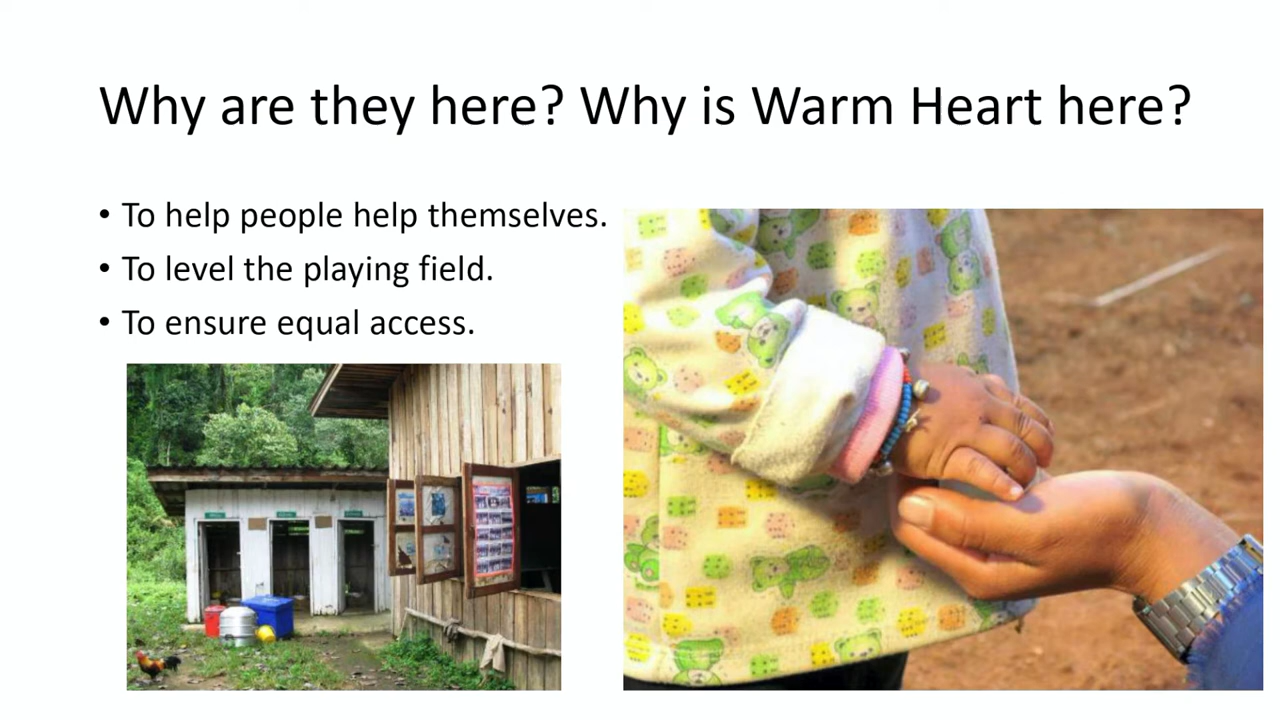 Why are they here? Why is Warm Heart here?
• To help people help themselves.
• To level the playing field.
• To ensure equal access.